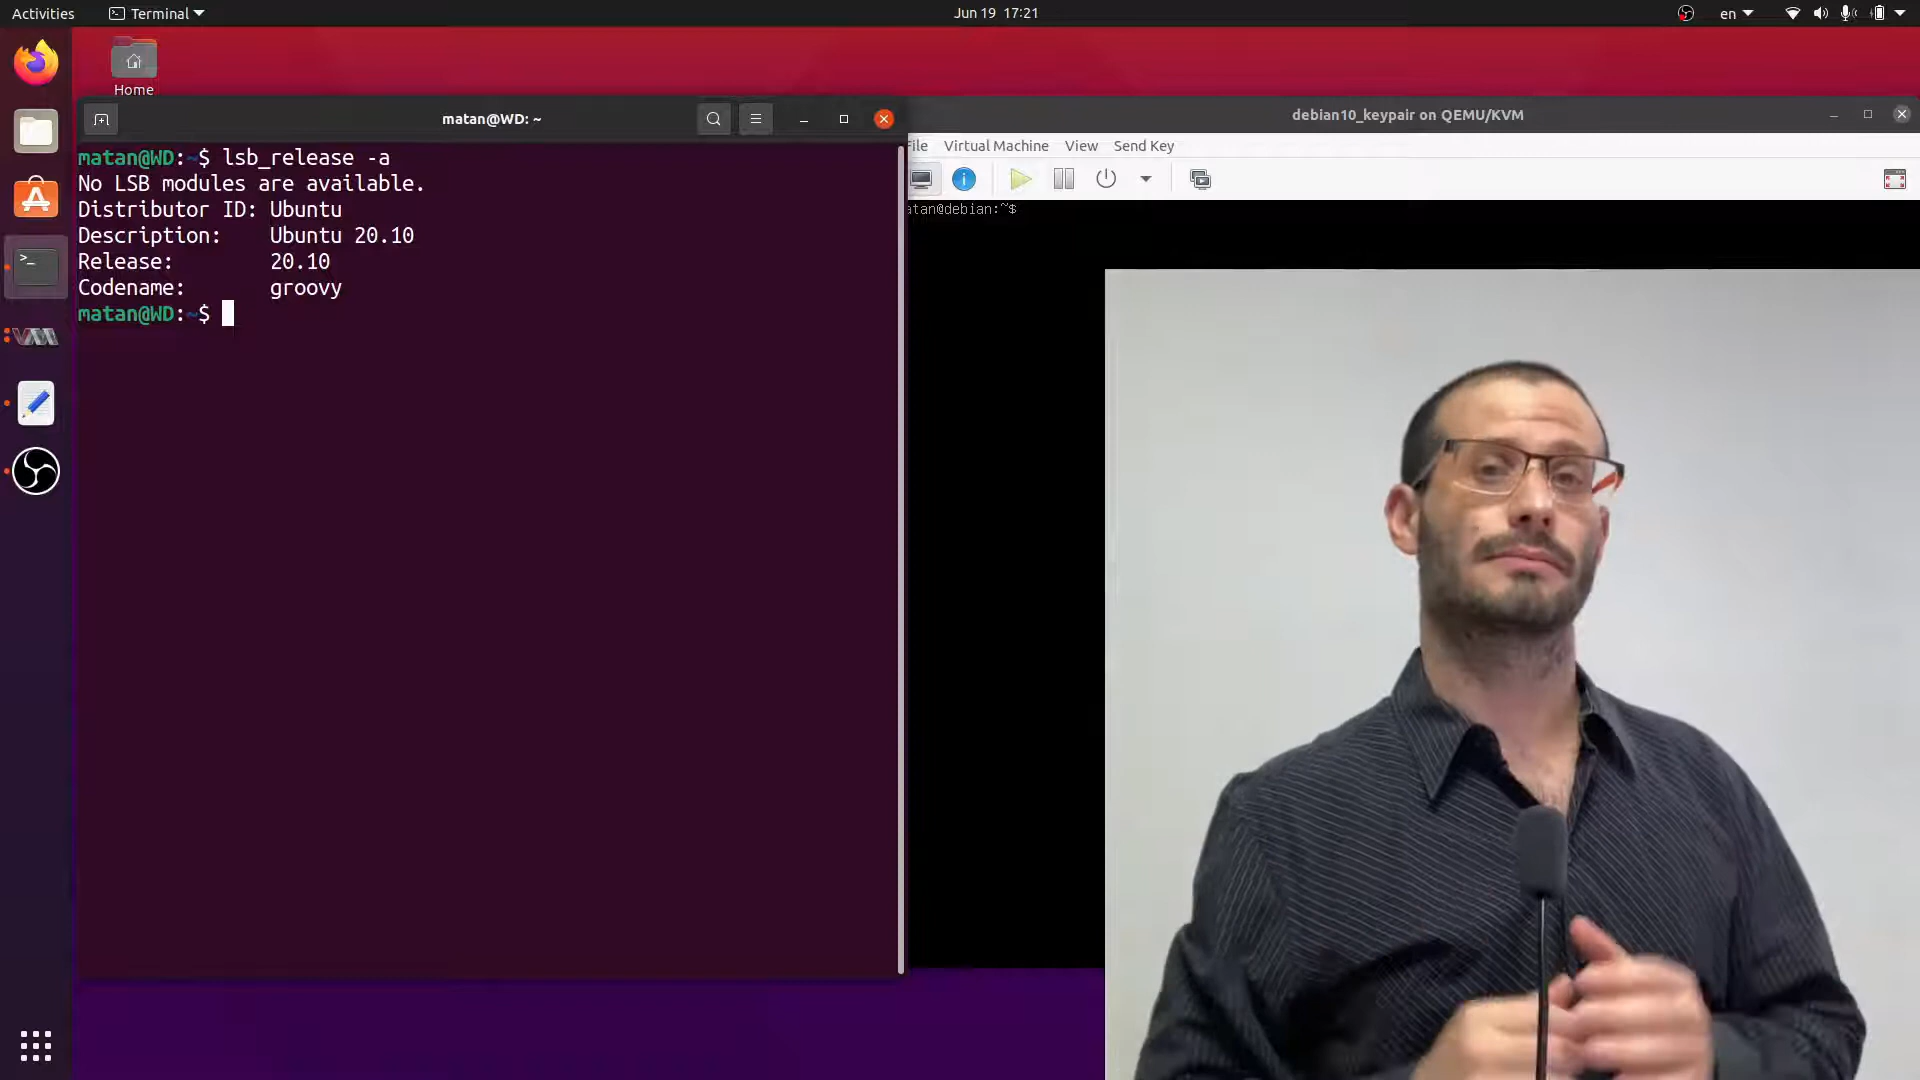 Activities
Terminal
Jun 19 17:21
en
Home
matan@WD: ~
matan@WD:~$ lsb_release -a
No LSB modules are available.
Distributor ID: Ubuntu
Description: Ubuntu 20.10
Release: 20.10
Codename: groovy
matan@WD:~$
debian10_keypair on QEMU/KVM
ile Virtual Machine View Send Key
atan@debian:~$